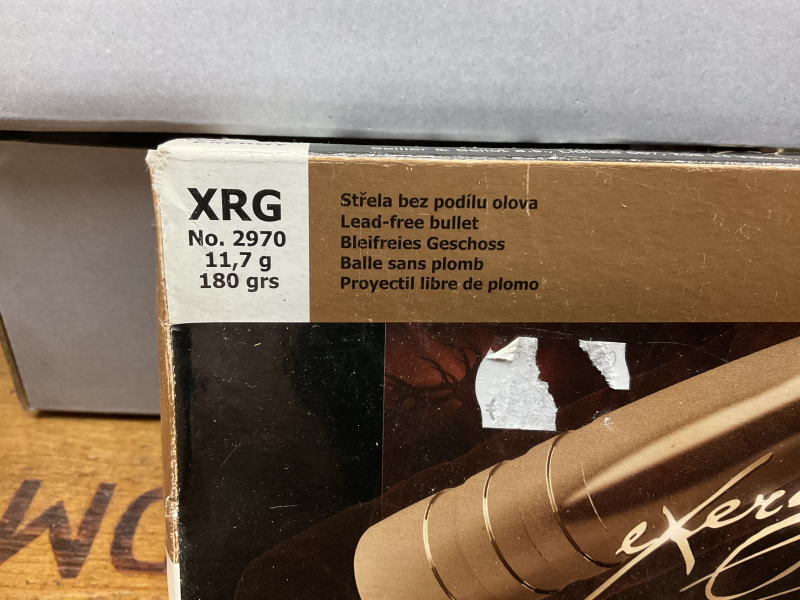 XRG
No. 2970
11,7 g
180 grs
Střela bez podílu olova
Lead-free bullet
Bleifreies Geschoss
Balle sans plomb
Proyectil libre de plomo